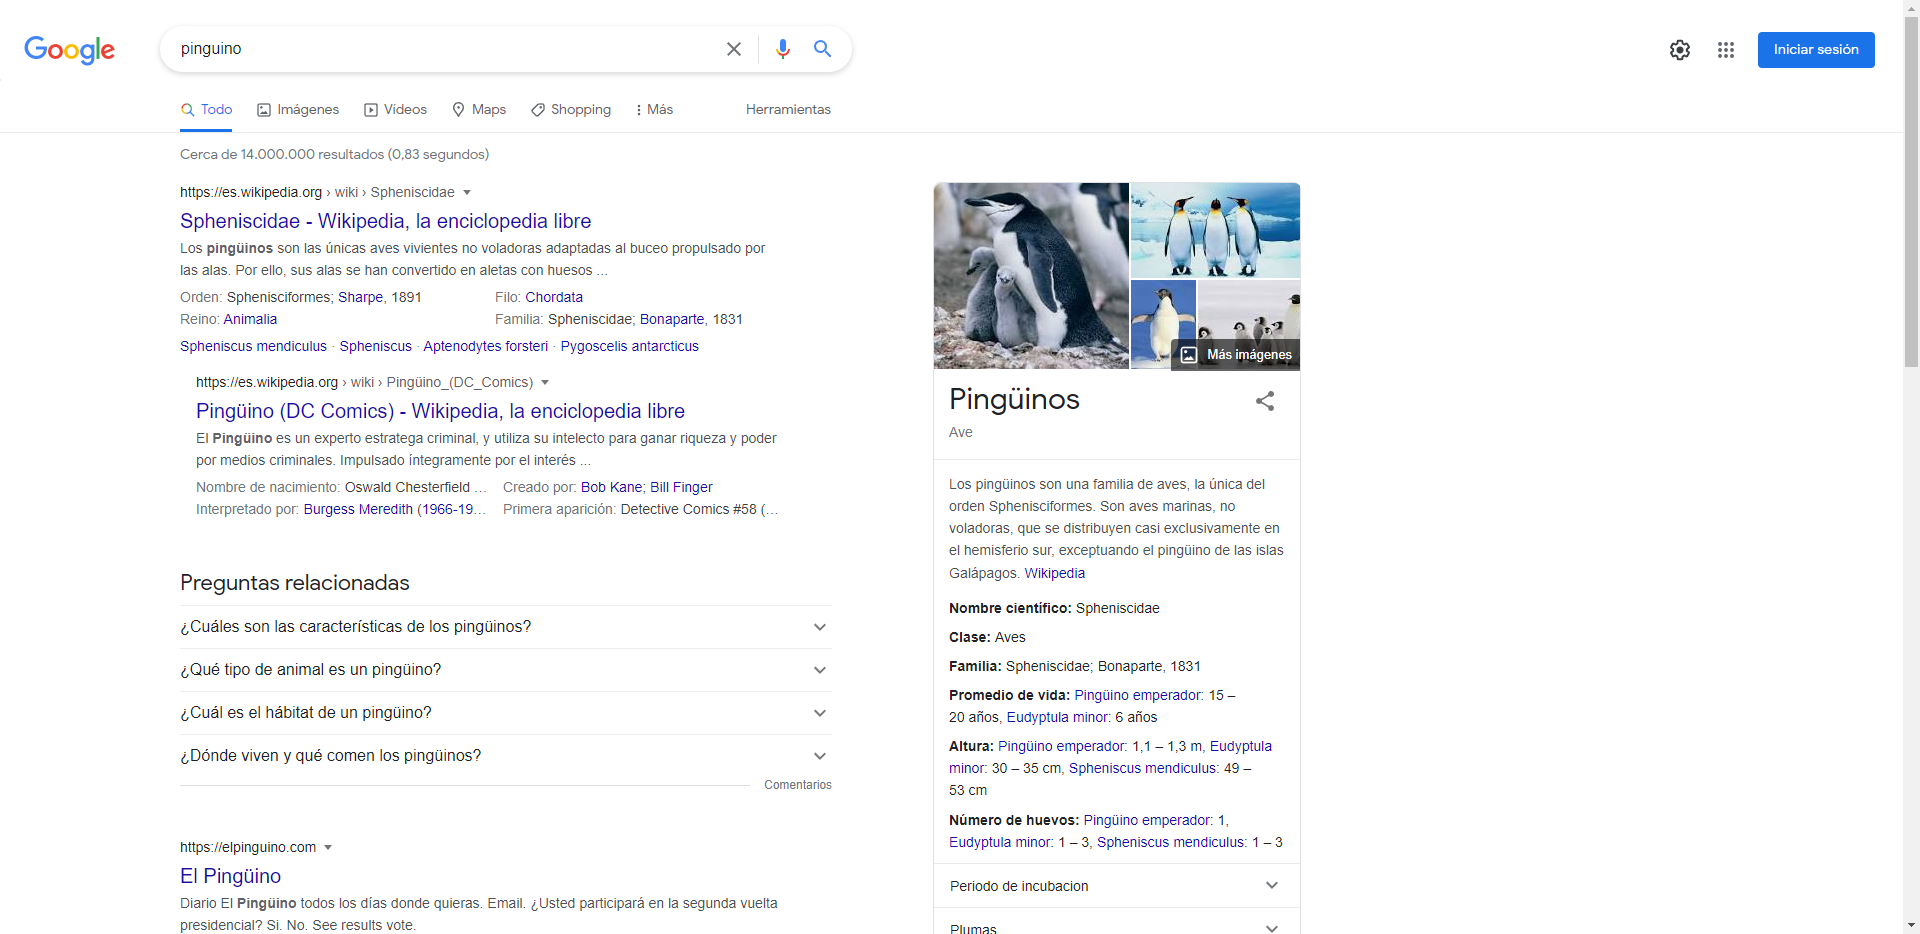 Google
pinguino
Iniciar sesión
Todo
Imágenes
Vídeos
Maps
Shopping
Más
Herramientas
Cerca de 14.000.000 resultados (0,83 segundos)
https://es.wikipedia.org › wiki › Spheniscidae
Spheniscidae - Wikipedia, la enciclopedia libre
Los pingüinos son las únicas aves vivientes no voladoras adaptadas al buceo propulsado por
las alas. Por ello, sus alas se han convertido en aletas con huesos ...
Orden: Sphenisciformes; Sharpe, 1891
Filo: Chordata
Reino: Animalia
Familia: Spheniscidae; Bonaparte, 1831
Spheniscus mendiculus · Spheniscus · Aptenodytes forsteri · Pygoscelis antarcticus
https://es.wikipedia.org › wiki › Pingüino_(DC_Comics)
Pingüino (DC Comics) - Wikipedia, la enciclopedia libre
El Pingüino es un experto estratega criminal, y utiliza su intelecto para ganar riqueza y poder
por medios criminales. Impulsado íntegramente por el interés ...
Nombre de nacimiento: Oswald Chesterfield ...
Creado por: Bob Kane; Bill Finger
Interpretado por: Burgess Meredith (1966-19...
Primera aparición: Detective Comics #58 (...
Preguntas relacionadas
¿Cuáles son las características de los pingüinos?
¿Qué tipo de animal es un pingüino?
¿Cuál es el hábitat de un pingüino?
¿Dónde viven y qué comen los pingüinos?
Comentarios
https://elpinguino.com
El Pingüino
Diario El Pingüino todos los días donde quieras. Email. ¿Usted participará en la segunda vuelta
presidencial? Si. No. See results vote.
Más imágenes
Pingüinos
Ave
Los pingüinos son una familia de aves, la única del
orden Sphenisciformes. Son aves marinas, no
voladoras, que se distribuyen casi exclusivamente en
el hemisferio sur, exceptuando el pingüino de las islas
Galápagos. Wikipedia
Nombre científico: Spheniscidae
Clase: Aves
Familia: Spheniscidae; Bonaparte, 1831
Promedio de vida: Pingüino emperador: 15 –
20 años, Eudyptula minor: 6 años
Altura: Pingüino emperador: 1,1 – 1,3 m, Eudyptula
minor: 30 – 35 cm, Spheniscus mendiculus: 49 –
53 cm
Número de huevos: Pingüino emperador: 1,
Eudyptula minor: 1 – 3, Spheniscus mendiculus: 1 – 3
Periodo de incubacion
Plumas